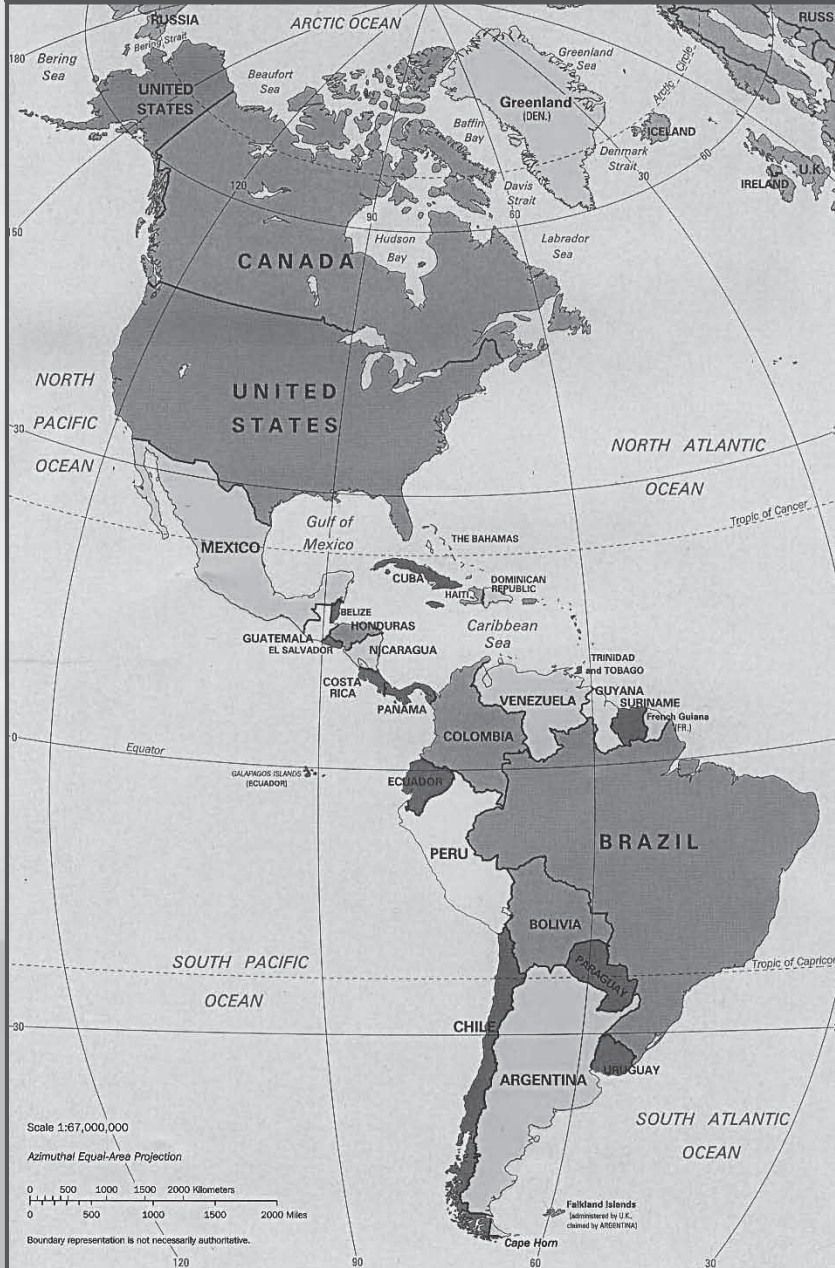 RUSSIA
ARCTIC OCEAN
RUSS
Bering Strait
180
Bering
Sea
UNITED
STATES
Beaufort
Sea
Greenland
Sea
Greenland
(DEN.)
Arctic Circle
Baffin
Bay
ICELAND
Denmark
Strait
60
U.K.
IRELAND
30
120
Davis
Strait
90
60
150
Hudson
Bay
Labrador
Sea
CANADA
NORTH
PACIFIC
OCEAN
UNITED
STATES
30
NORTH ATLANTIC
OCEAN
Tropic of Cancer
Gulf of
Mexico
MEXICO
THE BAHAMAS
CUBA
DOMINICAN
REPUBLIC
HAITI
BELIZE
HONDURAS
Caribbean
Sea
GUATEMALA
EL SALVADOR
NICARAGUA
COSTA
RICA
PANAMA
TRINIDAD
and TOBAGO
VENEZUELA
GUYANA
SURINAME
French Guiana
(FR.)
COLOMBIA
0
Equator
GALAPAGOS ISLANDS
(ECUADOR)
ECUADOR
PERU
BRAZIL
BOLIVIA
SOUTH PACIFIC
OCEAN
PARAGUAY
Tropic of Capricor
30
CHILE
ARGENTINA
URUGUAY
SOUTH ATLANTIC
OCEAN
Scale 1:67,000,000
Azimuthal Equal-Area Projection
0 500 1000 1500 2000 Kilometers
0 500 1000 1500 2000 Miles
Boundary representation is not necessarily authoritative.
Falkland Islands
(administered by U.K.,
claimed by ARGENTINA)
Cape Horn
120
90
60
30